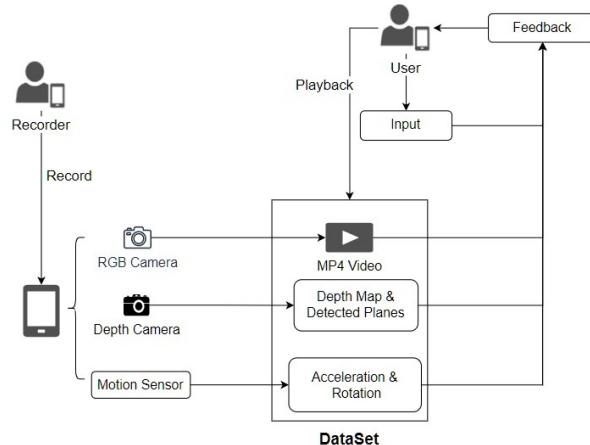 Feedback
User
Playback
Recorder
Input
Record
RGB Camera
MP4 Video
Depth Map &
Detected Planes
Depth Camera
Motion Sensor
Acceleration &
Rotation
DataSet